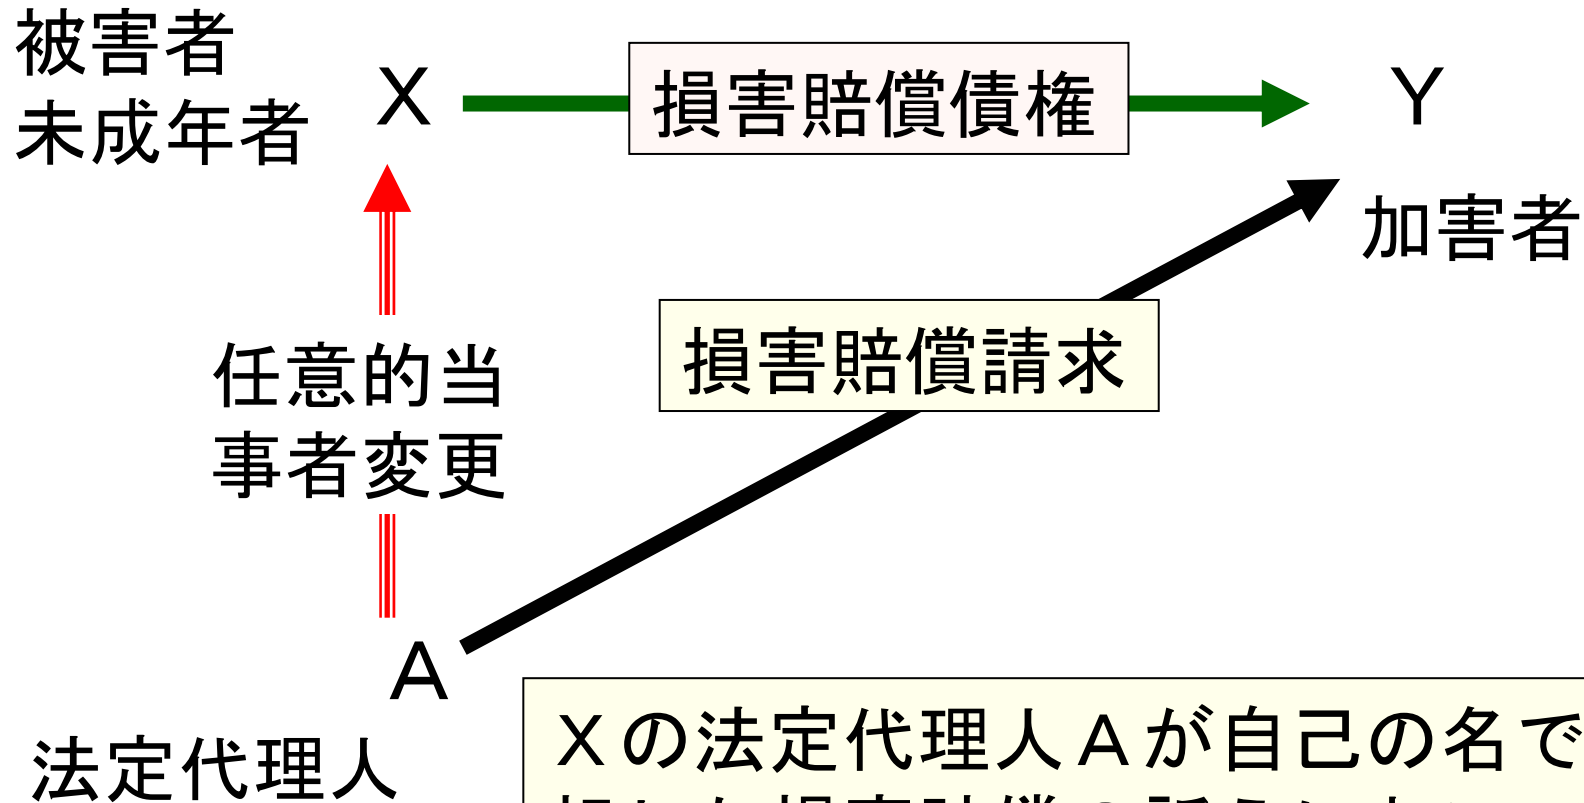 被害者
未成年者
X
損害賠償債権
Y
加害者
損害賠償請求
任意的当
事者変更
A
法定代理人
Xの法定代理人Aが自己の名で